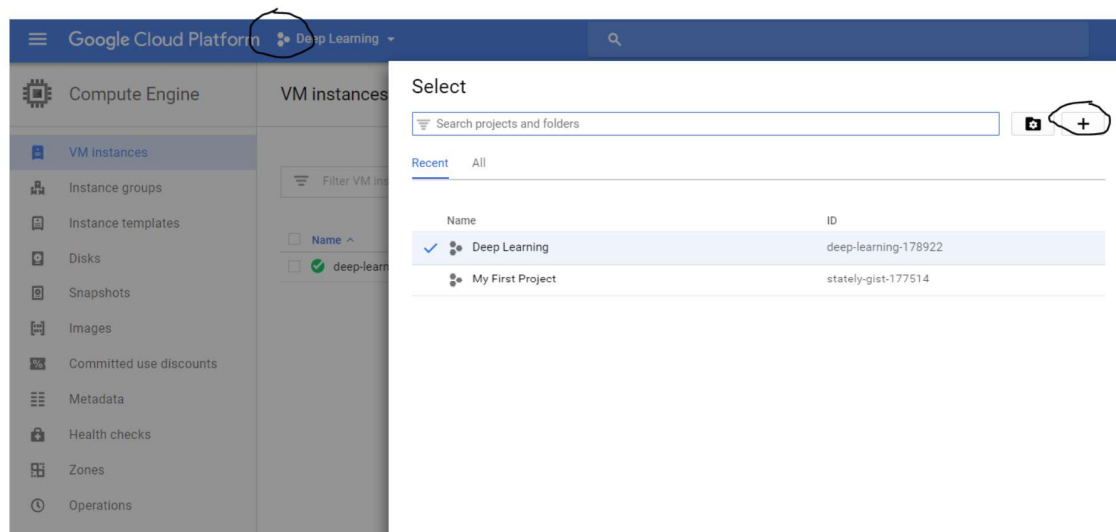 Google Cloud Platform Deep Learning
Compute Engine
VM instances
Instance groups
Instance templates
Disks
Snapshots
Images
Committed use discounts
Metadata
Health checks
Zones
Operations
VM instances
Filter VM ins
Name
deep-learn
Select
Search projects and folders
+
Recent All
Name ID
Deep Learning deep-learning-178922
My First Project stately-gist-177514